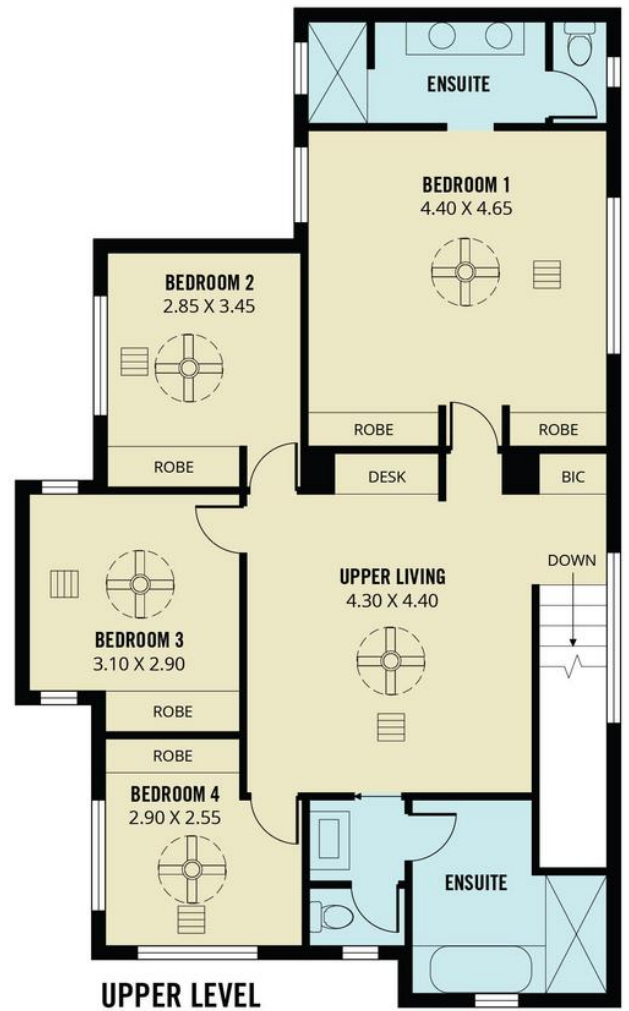 ENSUITE
BEDROOM 1
4.40 X 4.65
BEDROOM 2
2.85 X 3.45
ROBE
ROBE
ROBE
DESK
BIC
DOWN
UPPER LIVING
4.30 X 4.40
BEDROOM 3
3.10 X 2.90
ROBE
ROBE
BEDROOM 4
2.90 X 2.55
ENSUITE
UPPER LEVEL